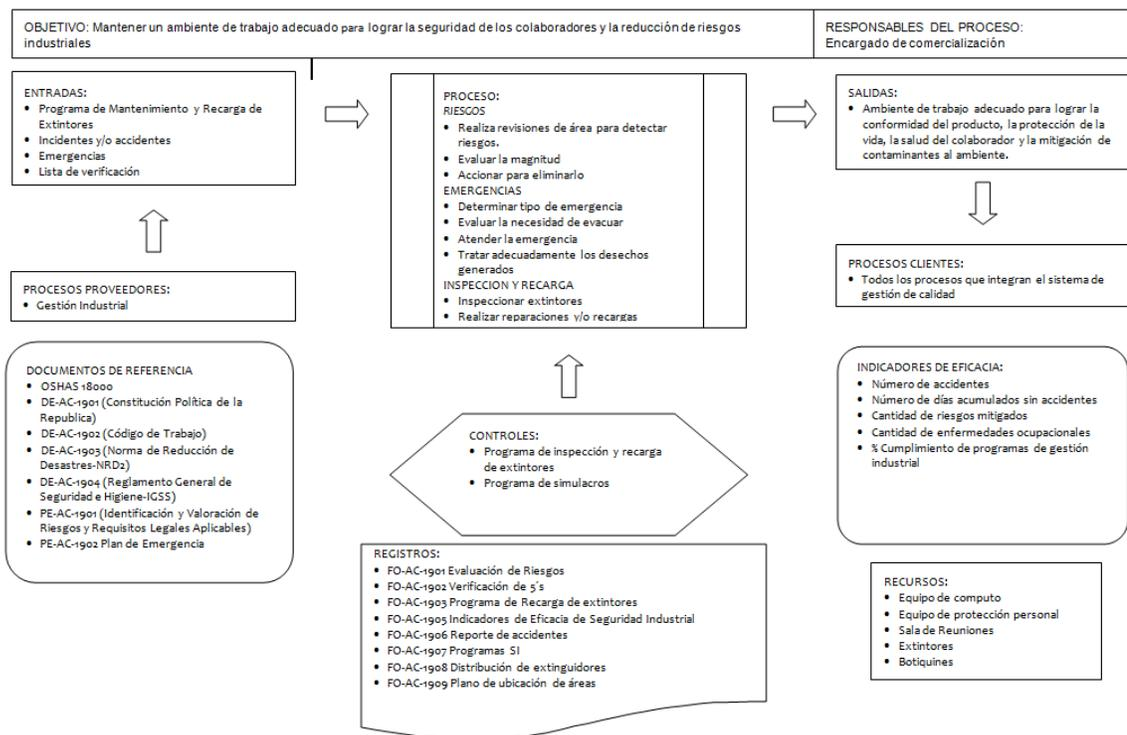 OBJETIVO: Mantener un ambiente de trabajo adecuado para lograr la seguridad de los colaboradores y la reducción de riesgos
industriales
RESPONSABLES DEL PROCESO:
Encargado de comercialización
ENTRADAS:
• Programa de Mantenimiento y Recarga de
Extintores
• Incidentes y/o accidentes
• Emergencias
• Lista de verificación
PROCESO:
RIESGOS
• Realiza revisiones de área para detectar
riesgos.
• Evaluar la magnitud
• Accionar para eliminarlo
EMERGENCIAS
• Determinar tipo de emergencia
• Evaluar la necesidad de evacuar
• Atender la emergencia
• Tratar adecuadamente los desechos
generados
INSPECCION Y RECARGA
• Inspeccionar extintores
• Realizar reparaciones y/o recargas
SALIDAS:
• Ambiente de trabajo adecuado para lograr la
conformidad del producto, la protección de la
vida, la salud del colaborador y la mitigación de
contaminantes al ambiente.
PROCESOS PROVEEDORES:
• Gestión Industrial
PROCESOS CLIENTES:
• Todos los procesos que integran el sistema de
gestión de calidad
DOCUMENTOS DE REFERENCIA
• OSHAS 18000
• DE-AC-1901 (Constitución Política de la
Republica)
• DE-AC-1902 (Código de Trabajo)
• DE-AC-1903 (Norma de Reducción de
Desastres-NRD2)
• DE-AC-1904 (Reglamento General de
Seguridad e Higiene-IGSS)
• PE-AC-1901 (Identificación y Valoración de
Riesgos y Requisitos Legales Aplicables)
• PE-AC-1902 Plan de Emergencia
CONTROLES:
• Programa de inspección y recarga
de extintores
• Programa de simulacros
INDICADORES DE EFICACIA:
• Número de accidentes
• Número de días acumulados sin accidentes
• Cantidad de riesgos mitigados
• Cantidad de enfermedades ocupacionales
• % Cumplimiento de programas de gestión
industrial
REGISTROS:
• FO-AC-1901 Evaluación de Riesgos
• FO-AC-1902 Verificación de 5´s
• FO-AC-1903 Programa de Recarga de extintores
• FO-AC-1905 Indicadores de Eficacia de Seguridad Industrial
• FO-AC-1906 Reporte de accidentes
• FO-AC-1907 Programas SI
• FO-AC-1908 Distribución de extinguidores
• FO-AC-1909 Plano de ubicación de áreas
RECURSOS:
• Equipo de computo
• Equipo de protección personal
• Sala de Reuniones
• Extintores
• Botiquines